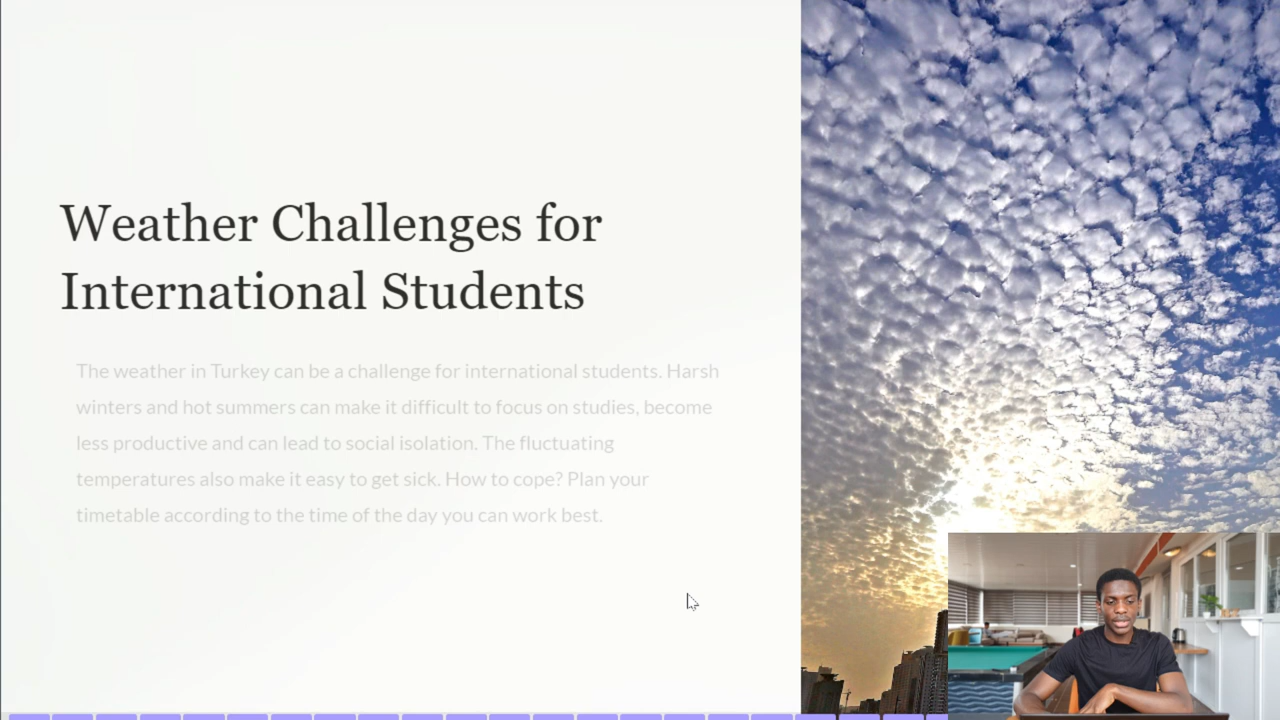 Weather Challenges for
International Students
The weather in Turkey can be a challenge for international students. Harsh
winters and hot summers can make it difficult to focus on studies, become
less productive and can lead to social isolation. The fluctuating
temperatures also make it easy to get sick. How to cope? Plan your
timetable according to the time of the day you can work best.